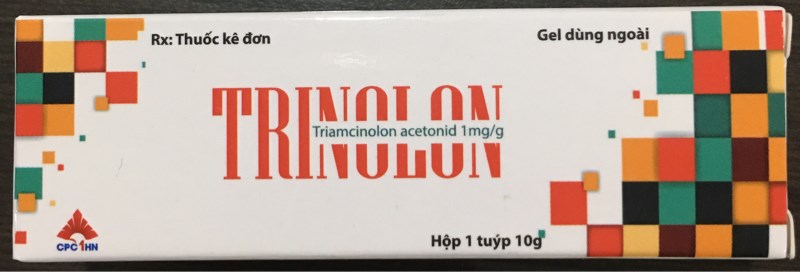 Rx: Thuốc kê đơn
Gel dùng ngoài
TRINOLON
Triamcinolon acetonid 1mg/g
CPC1HN
Hộp 1 tuýp 10g